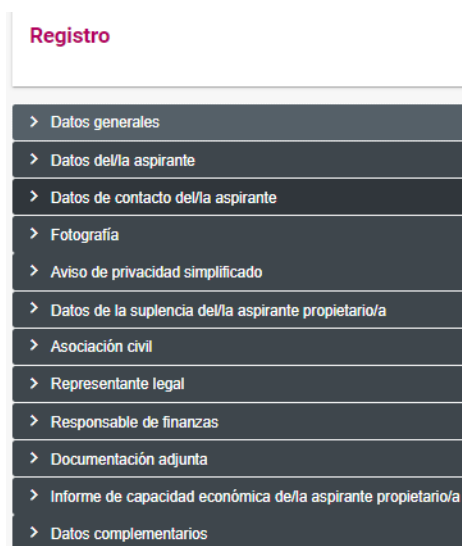 Registro
Datos generales
Datos del/la aspirante
Datos de contacto del/la aspirante
Fotografía
Aviso de privacidad simplificado
Datos de la suplencia del/la aspirante propietario/a
Asociación civil
Representante legal
Responsable de finanzas
Documentación adjunta
Informe de capacidad económica de/la aspirante propietario/a
Datos complementarios